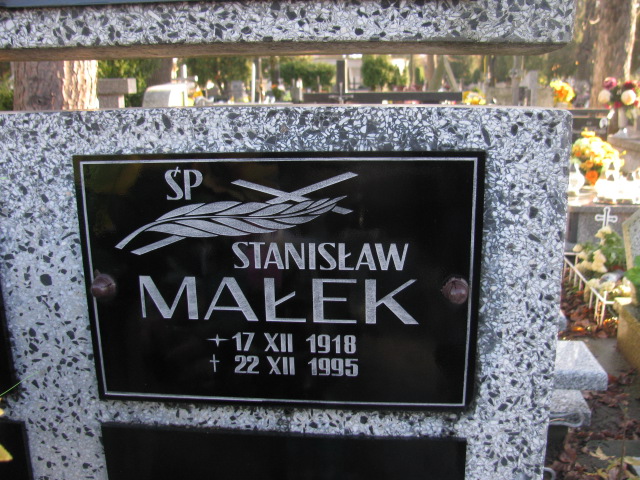 ŚP
STANISŁAW
MAŁEK
17 XII 1918
† 22 XII 1995